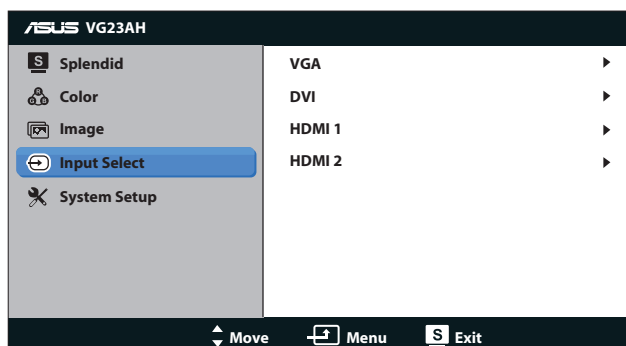 ASUS VG23AH
S Splendid
Color
Image
Input Select
System Setup
VGA
DVI
HDMI 1
HDMI 2
Move Menu S Exit